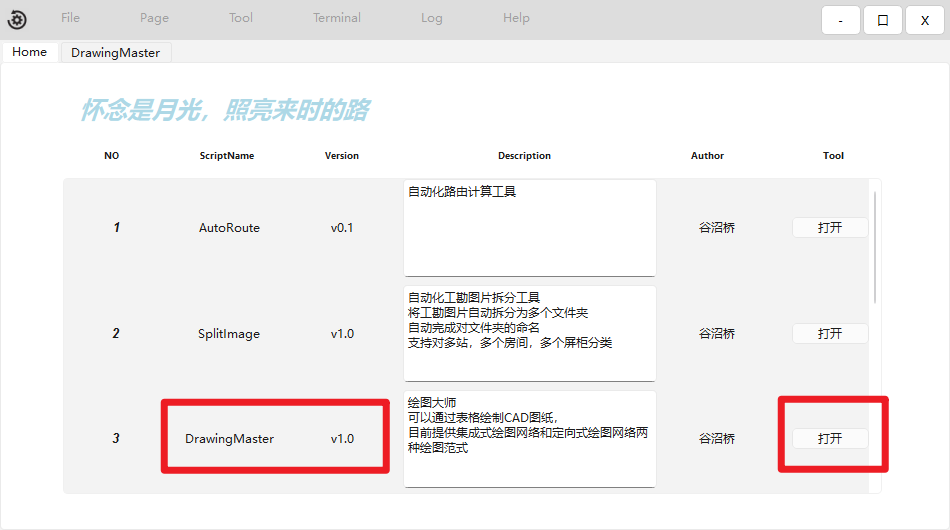 File Page Tool Terminal Log Help - 口 X
Home DrawingMaster
怀念是月光，照亮来时的路
NO ScriptName Version Description Author Tool
1 AutoRoute v0.1 自动化路由计算工具 谷沼桥 打开
自动化工勘图片拆分工具
将工勘图片自动拆分为多个文件夹
自动完成对文件夹的命名
支持对多站，多个房间，多个屏柜分类
2 SplitImage v1.0 谷沼桥 打开
绘图大师
可以通过表格绘制CAD图纸，
目前提供集成式绘图网络和定向式绘图网络两
种绘图范式
3 DrawingMaster v1.0 谷沼桥 打开